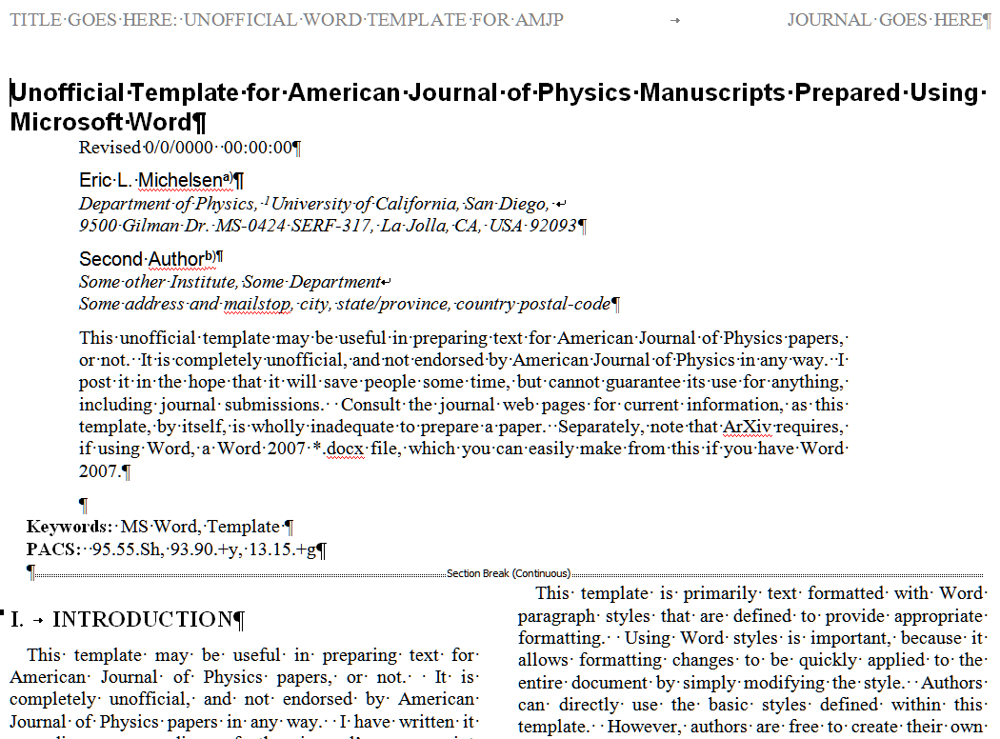 TITLE GOES HERE: UNOFFICIAL WORD TEMPLATE FOR AMJP → JOURNAL GOES HERE¶
Unofficial Template for American Journal of Physics Manuscripts Prepared Using
Microsoft Word¶
Revised 0/0/0000  00:00:00¶
Eric L. Michelsenª⁾¶
Department of Physics, ¹University of California, San Diego, ↵
9500 Gilman Dr. MS-0424 SERF-317, La Jolla, CA, USA 92093¶
Second Authorᵇ⁾¶
Some other Institute, Some Department↵
Some address and mailstop, city, state/province, country postal-code¶
This unofficial template may be useful in preparing text for American Journal of Physics papers,
or not.  It is completely unofficial, and not endorsed by American Journal of Physics in any way.  I
post it in the hope that it will save people some time, but cannot guarantee its use for anything,
including journal submissions.  Consult the journal web pages for current information, as this
template, by itself, is wholly inadequate to prepare a paper.  Separately, note that ArXiv requires,
if using Word, a Word 2007 *.docx file, which you can easily make from this if you have Word
2007.¶
¶
Keywords: MS Word, Template ¶
PACS:  95.55.Sh, 93.90.+y, 13.15.+g¶
¶Section Break (Continuous)
I. → INTRODUCTION¶
This template may be useful in preparing text for
American Journal of Physics papers, or not.  It is
completely unofficial, and not endorsed by American
Journal of Physics papers in any way.  I have written it
This template is primarily text formatted with Word
paragraph styles that are defined to provide appropriate
formatting.  Using Word styles is important, because it
allows formatting changes to be quickly applied to the
entire document by simply modifying the style.  Authors
can directly use the basic styles defined within this
template.  However, authors are free to create their own